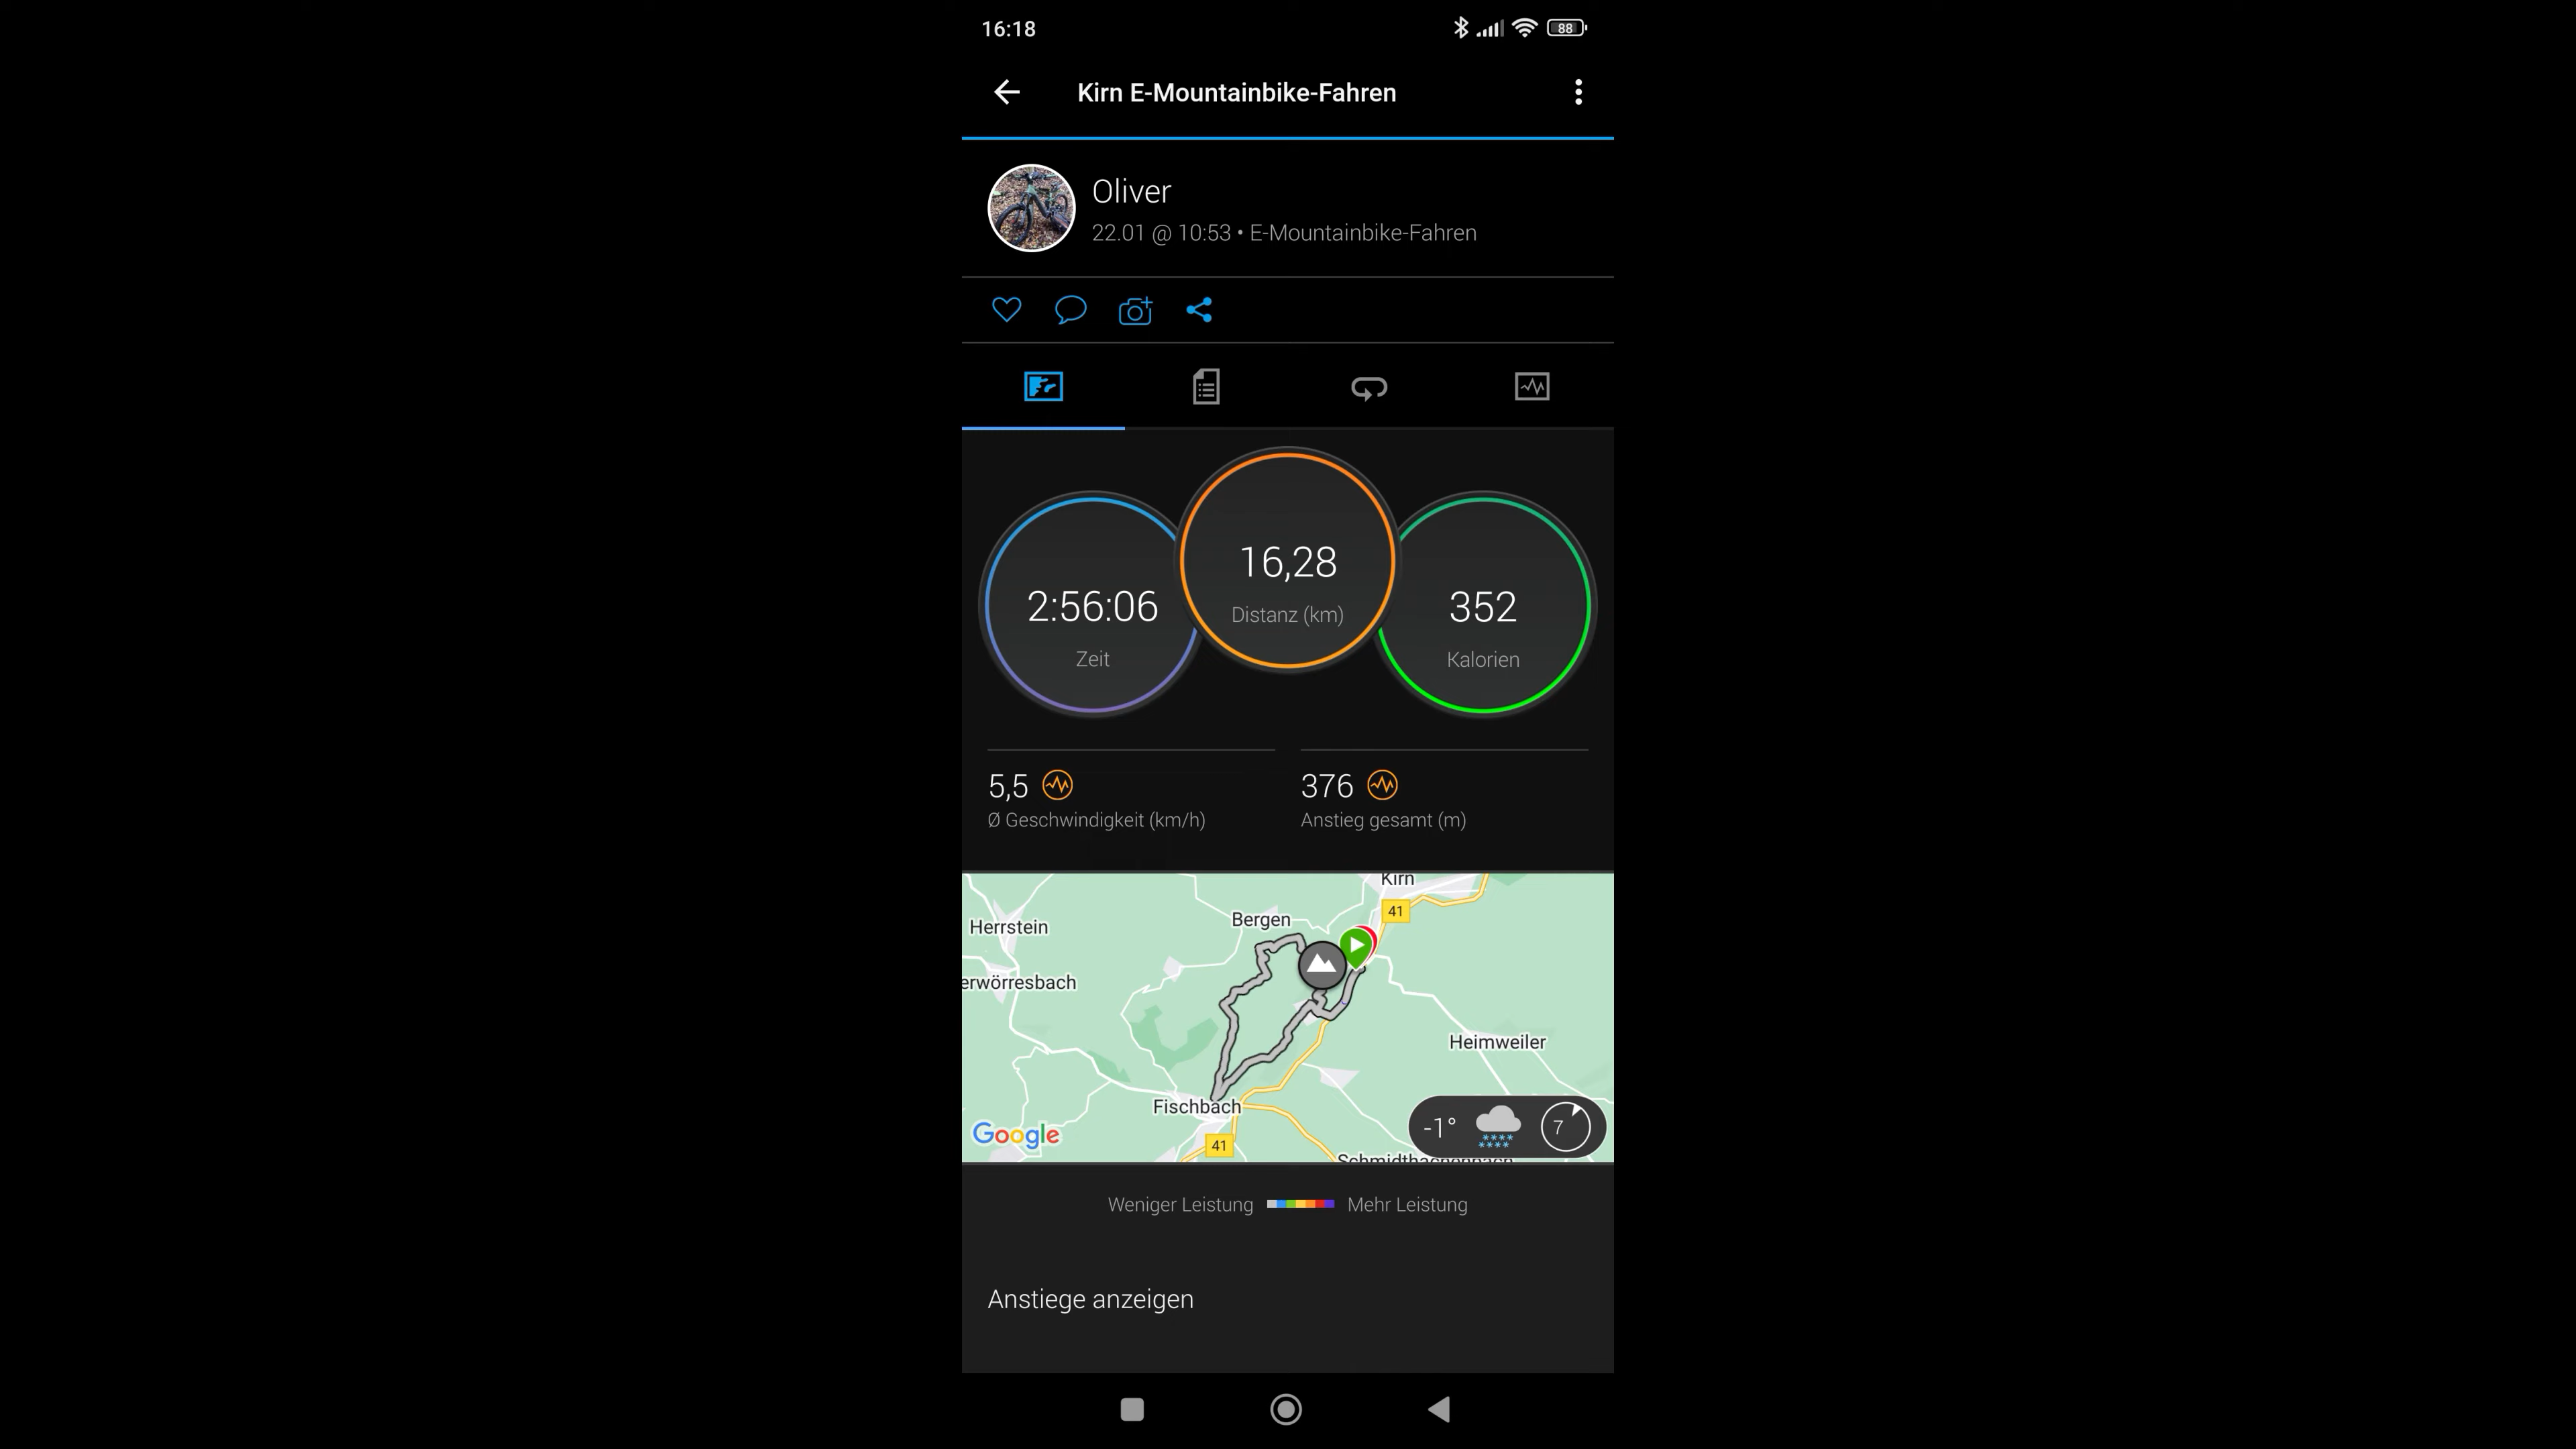 16:18
88
Kirn E-Mountainbike-Fahren
Oliver
22.01 @ 10:53 • E-Mountainbike-Fahren
16,28
Distanz (km)
2:56:06
Zeit
352
Kalorien
5,5
Ø Geschwindigkeit (km/h)
376
Anstieg gesamt (m)
Kirn
41
Bergen
Herrstein
erwörresbach
Heimweiler
Fischbach
-1°
7
Google
41
Weniger Leistung
Mehr Leistung
Anstiege anzeigen